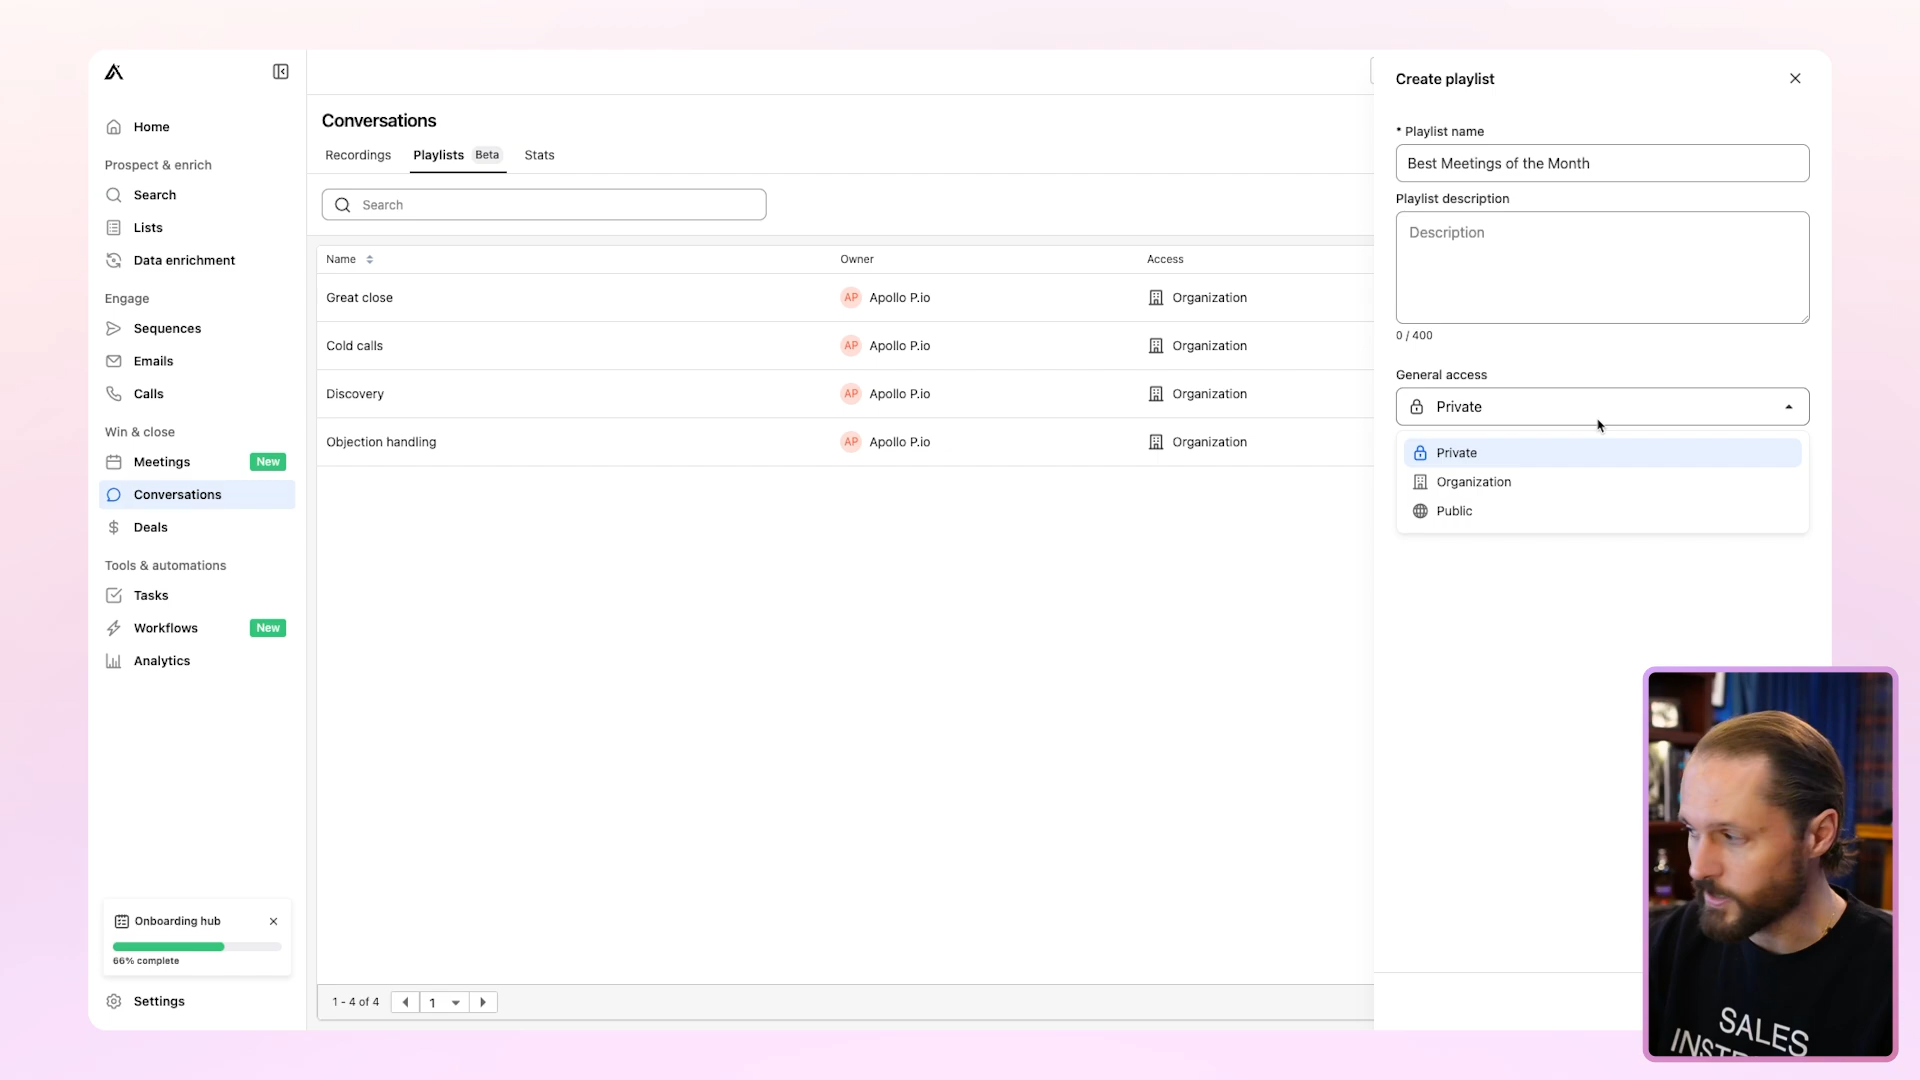 Home
Prospect & enrich
Search
Lists
Data enrichment
Engage
Sequences
Emails
Calls
Win & close
Meetings New
Conversations
Deals
Tools & automations
Tasks
Workflows New
Analytics
Onboarding hub
66% complete
Settings
Conversations
Recordings Playlists Beta Stats
Search
Name Owner Access
Great close AP Apollo P.io Organization
Cold calls AP Apollo P.io Organization
Discovery AP Apollo P.io Organization
Objection handling AP Apollo P.io Organization
1 - 4 of 4 1
Create playlist
* Playlist name
Best Meetings of the Month
Playlist description
Description
0 / 400
General access
Private
Private
Organization
Public
SALES